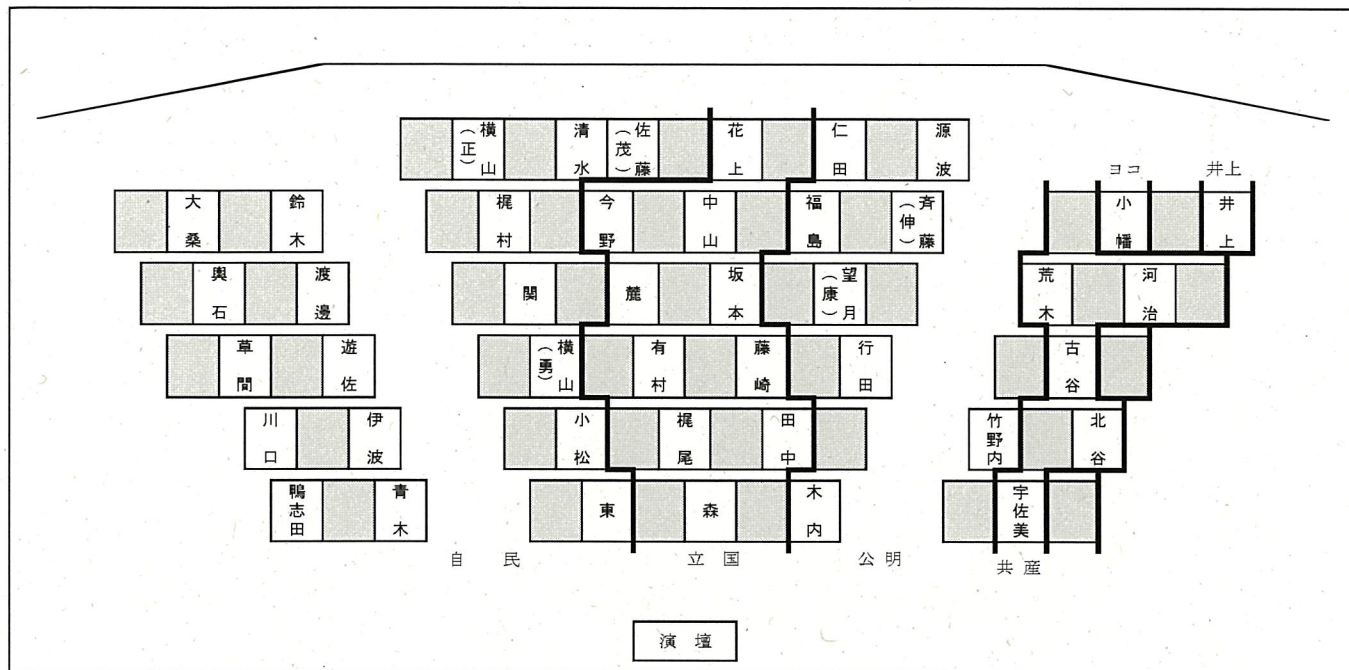 横山(正) 清水 佐藤(茂) 花上 仁田 源波
ヨコ 井上
大桑 鈴木 梶村 今野 中山 福島 斉藤(伸) 小幡 井上
輿石 渡邊 関 麓 坂本 望月(康) 荒木 河治
草間 遊佐 横山(勇) 有村 藤崎 行田 古谷
川口 伊波 小松 梶尾 田中 竹野内 北谷
鴨志田 青木 東 森 木内 宇佐美
自民 立国 公明 共産
演壇